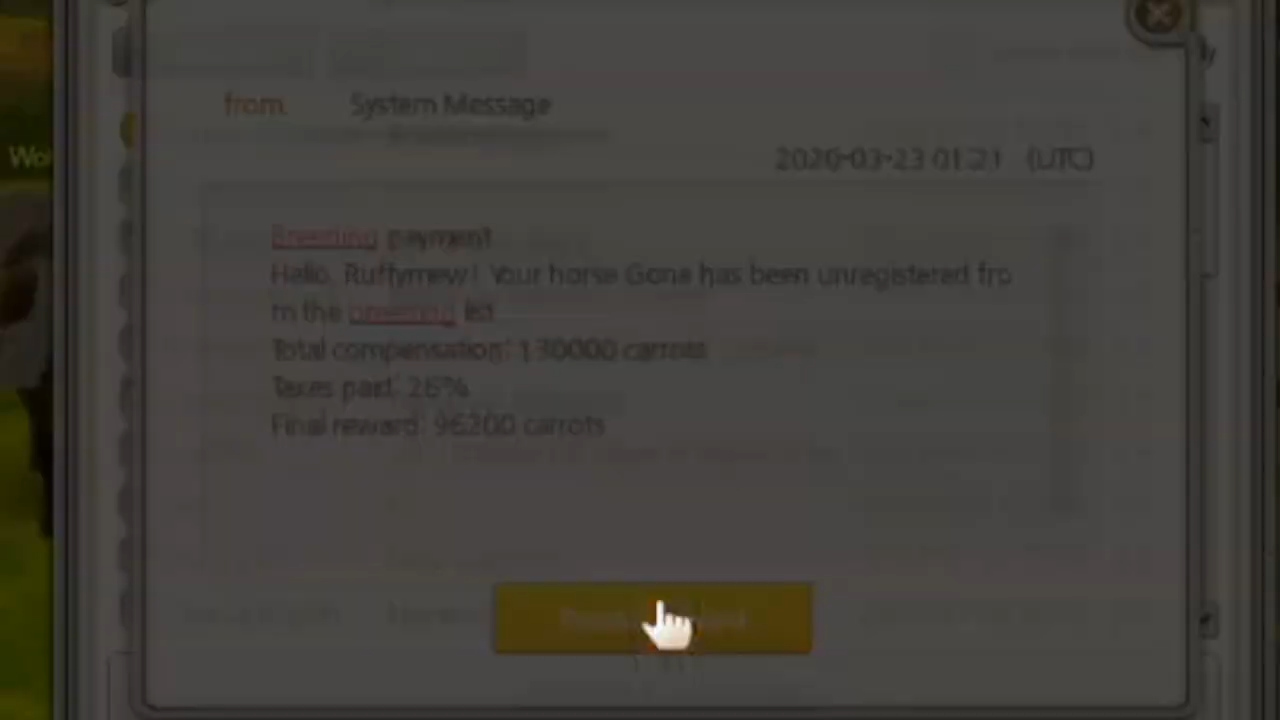 from System Message
2026-03-23 01:21 (UTC)
Breeding payment
Hello, Ruffymew! Your horse Gona has been unregistered fro
m the breeding list
Total compensation: 130000 carrots
Taxes paid: 26%
Final reward: 96200 carrots